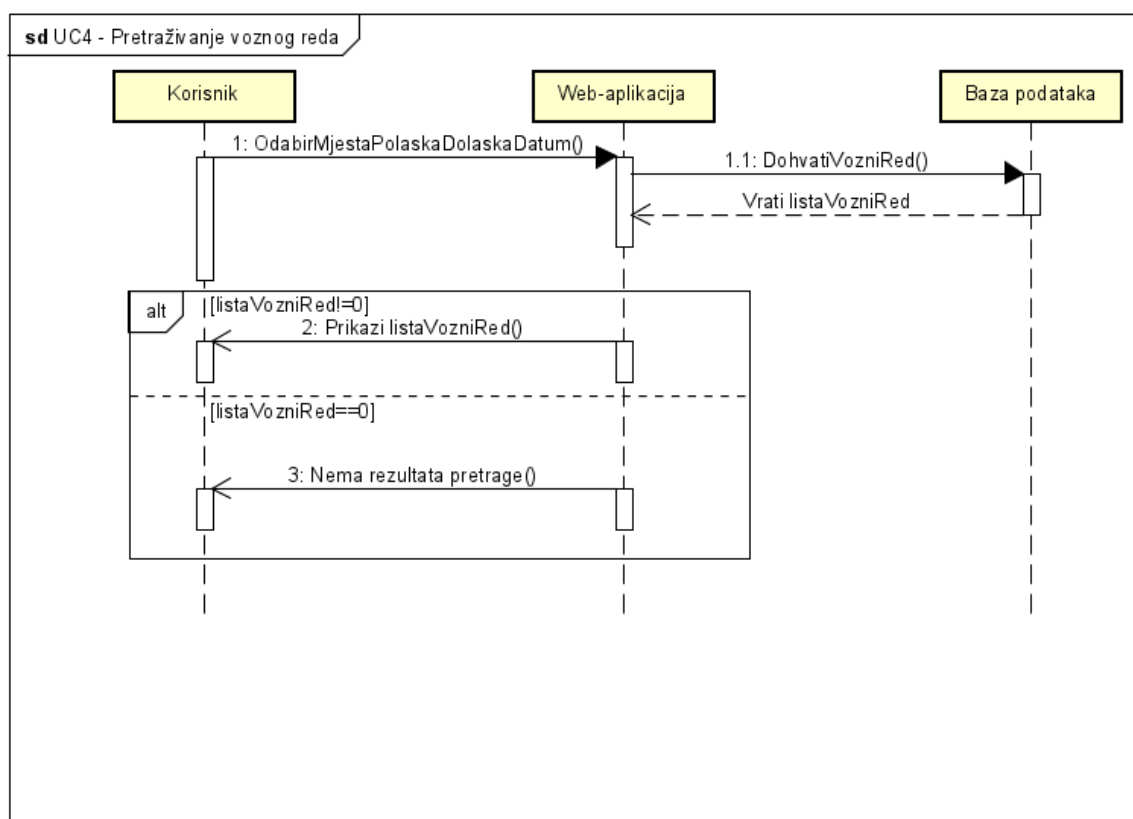 sd UC4 - Pretraživanje voznog reda
Korisnik
Web-aplikacija
Baza podataka
1: OdabirMjestaPolaskaDolaskaDatum()
1.1: DohvatiVozniRed()
Vrati listaVozniRed
alt
[listaVozniRed!=0]
2: Prikazi listaVozniRed()
[listaVozniRed==0]
3: Nema rezultata pretrage()